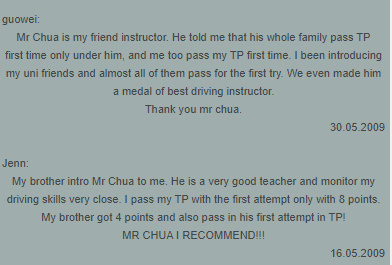 guowei:
Mr Chua is my friend instructor. He told me that his whole family pass TP
first time only under him, and me too pass my TP first time. I been introducing
my uni friends and almost all of them pass for the first try. We even made him
a medal of best driving instructor.
Thank you mr chua.
30.05.2009
Jenn:
My brother intro Mr Chua to me. He is a very good teacher and monitor my
driving skills very close. I pass my TP with the first attempt only with 8 points.
My brother got 4 points and also pass in his first attempt in TP!
MR CHUA I RECOMMEND!!!
16.05.2009